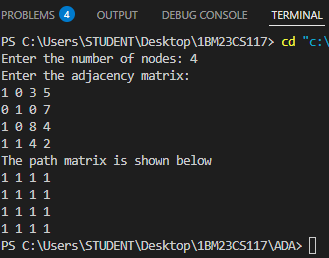 PROBLEMS 4 OUTPUT DEBUG CONSOLE TERMINAL
PS C:\Users\STUDENT\Desktop\1BM23CS117> cd "c:\
Enter the number of nodes: 4
Enter the adjacency matrix:
1 0 3 5
0 1 0 7
1 0 8 4
1 1 4 2
The path matrix is shown below
1 1 1 1
1 1 1 1
1 1 1 1
1 1 1 1
PS C:\Users\STUDENT\Desktop\1BM23CS117\ADA>